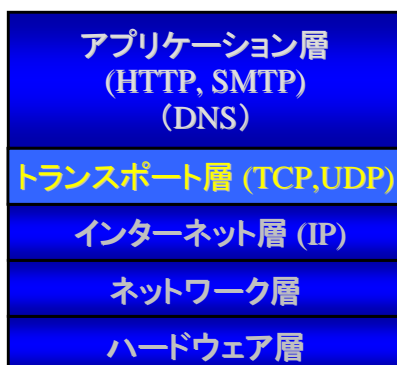 アプリケーション層
(HTTP, SMTP)
（DNS）
トランスポート層 (TCP,UDP)
インターネット層 (IP)
ネットワーク層
ハードウェア層